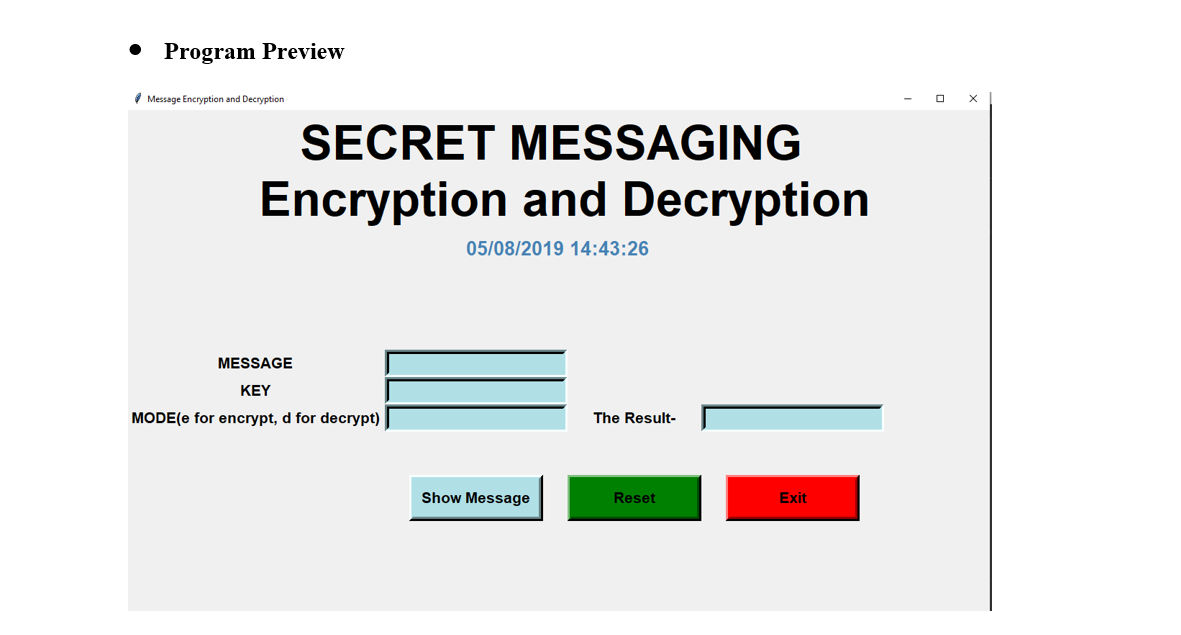 • Program Preview
Message Encryption and Decryption
SECRET MESSAGING
Encryption and Decryption
05/08/2019 14:43:26
MESSAGE
KEY
MODE(e for encrypt, d for decrypt) The Result-
Show Message Reset Exit